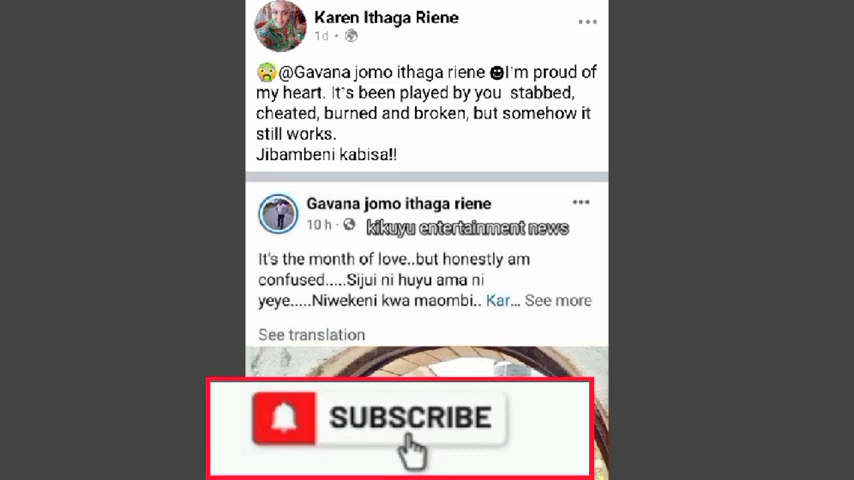 Karen Ithaga Riene
1d
@Gavana jomo ithaga riene I`m proud of
my heart. It`s been played by you stabbed,
cheated, burned and broken, but somehow it
still works.
Jibambeni kabisa!!
Gavana jomo ithaga riene
10 h · kikuyu entertainment news
It's the month of love..but honestly am
confused.....Sijui ni huyu ama ni
yeye.....Niwekeni kwa maombi.. Kar... See more
See translation
SUBSCRIBE